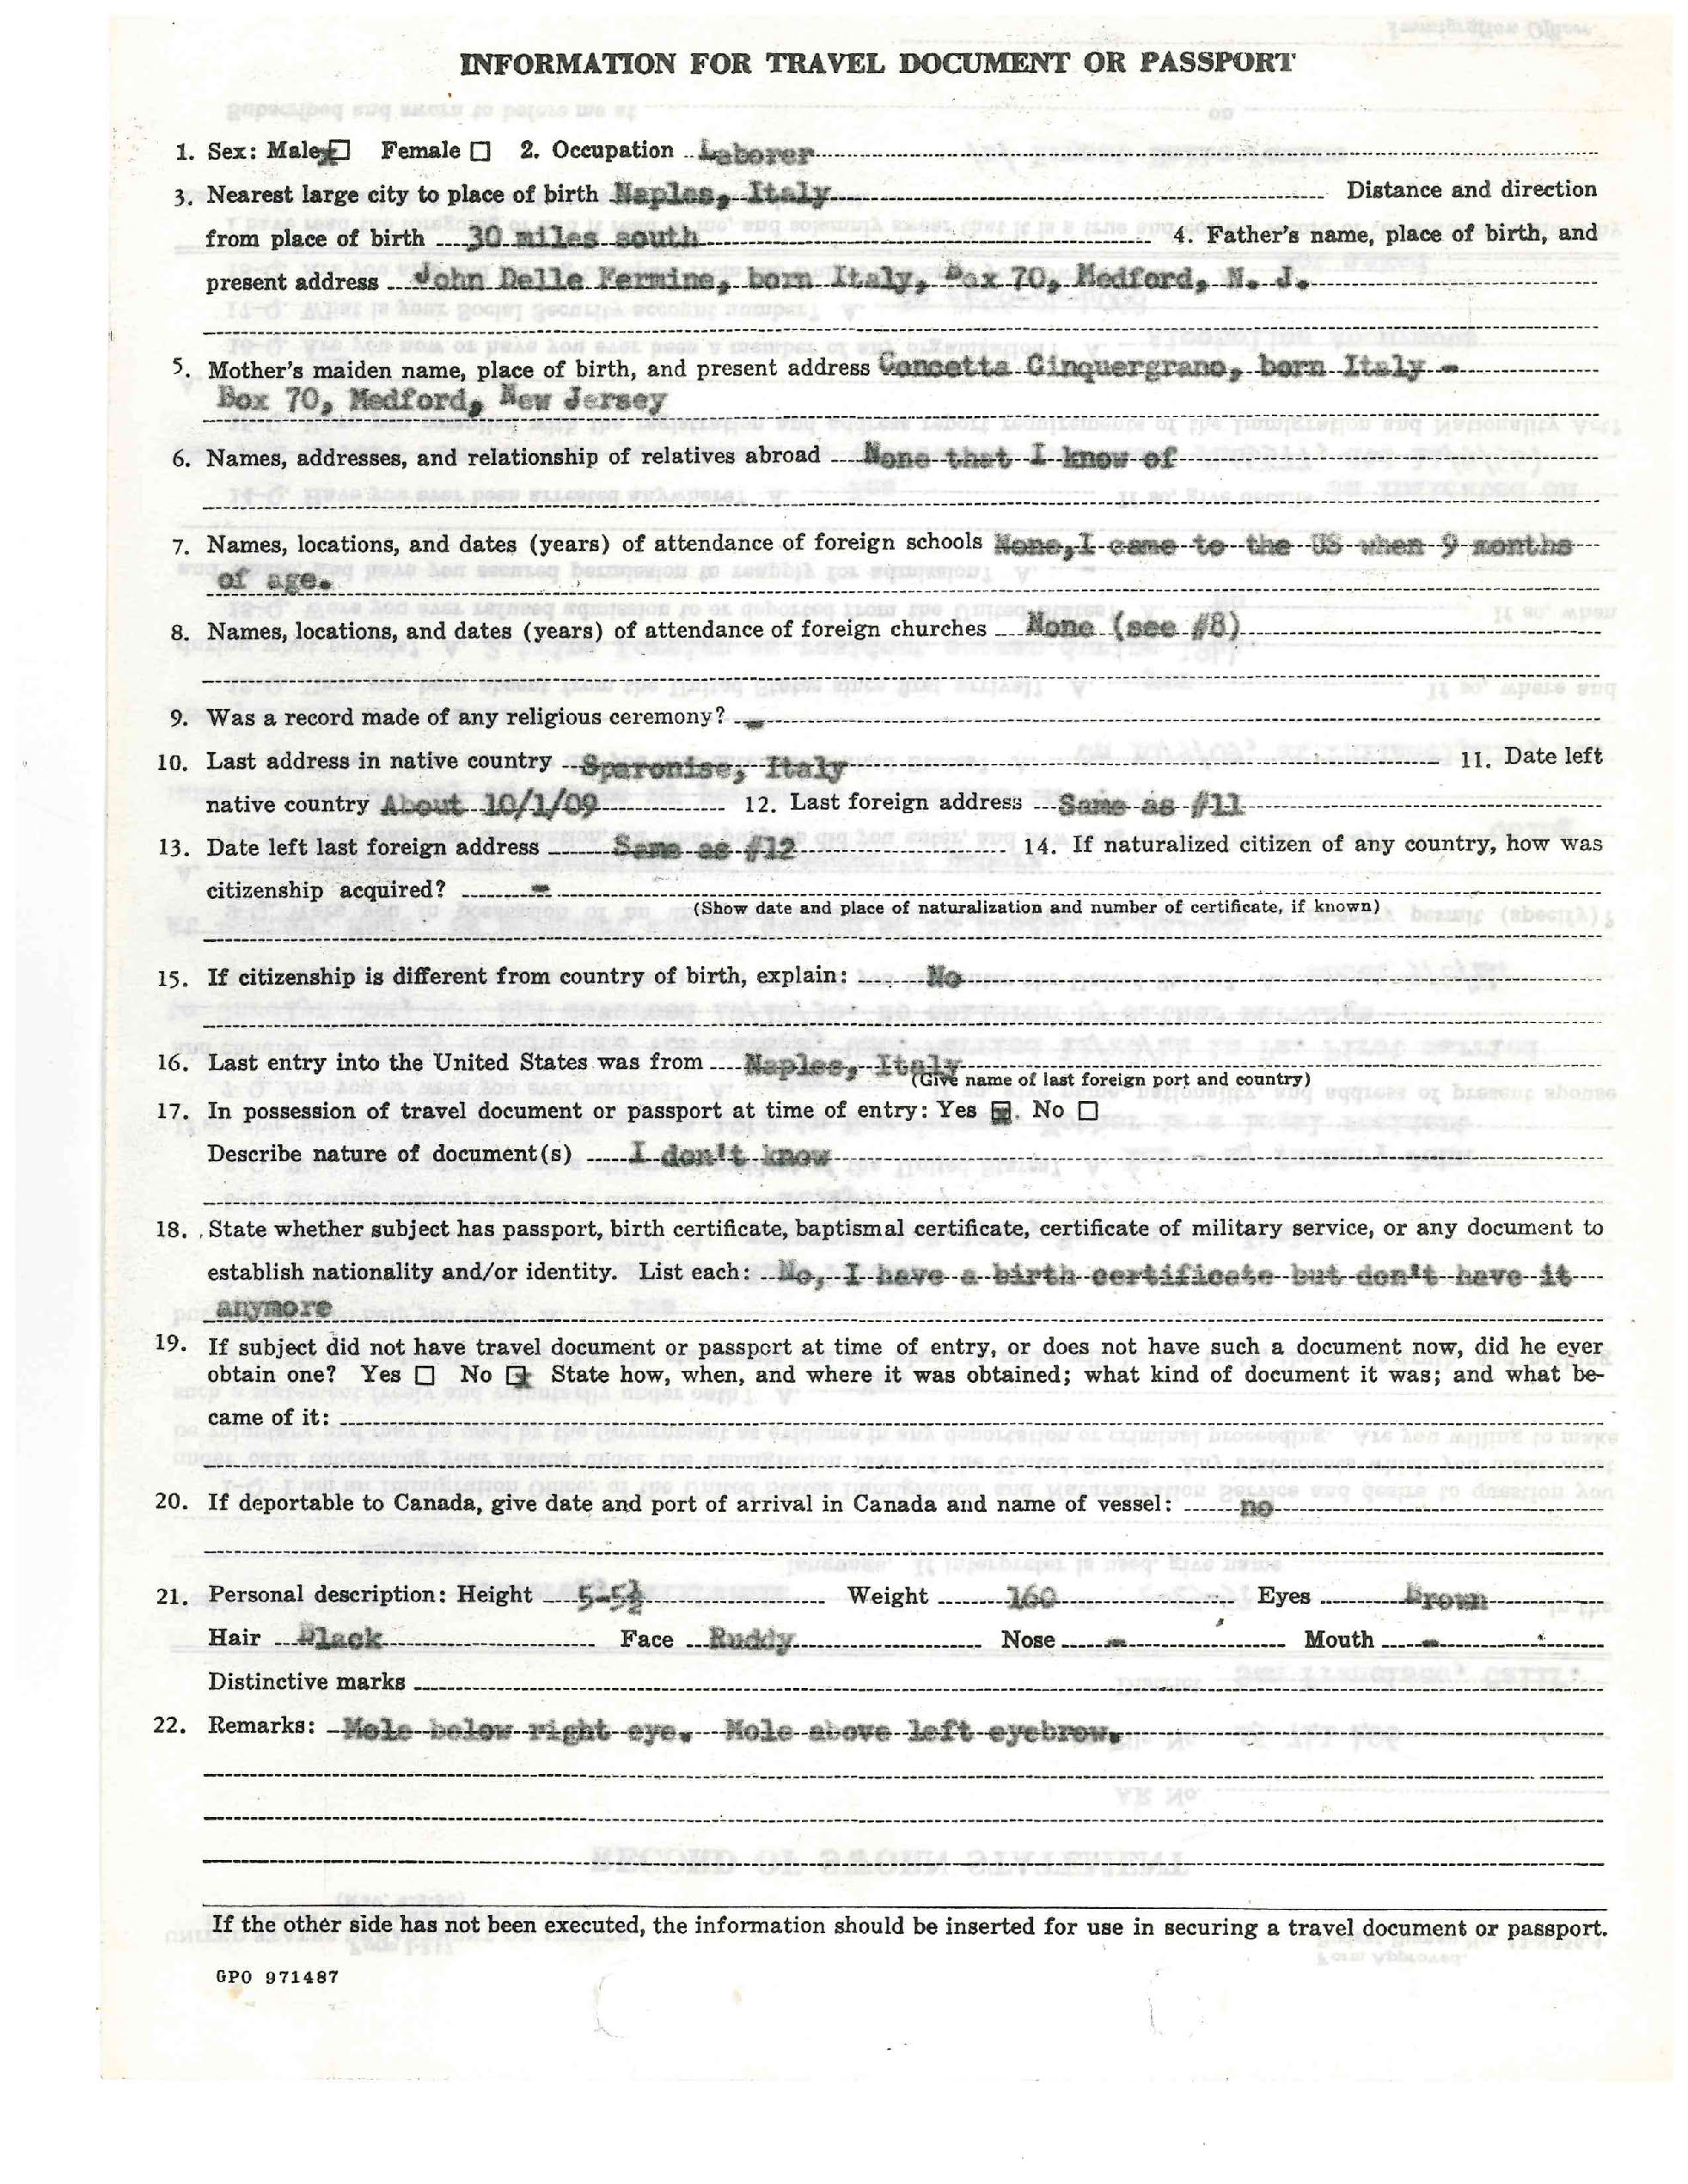 INFORMATION FOR TRAVEL DOCUMENT OR PASSPORT
1. Sex: Male ☒ Female ☐ 2. Occupation Laborer
3. Nearest large city to place of birth Naples, Italy Distance and direction
from place of birth 30 miles south 4. Father's name, place of birth, and
present address John Delle Fermine, born Italy, Box 70, Medford, N. J.
5. Mother's maiden name, place of birth, and present address Concetta Cinquergrano, born Italy -
Box 70, Medford, New Jersey
6. Names, addresses, and relationship of relatives abroad None that I know of
7. Names, locations, and dates (years) of attendance of foreign schools None, I came to the US when 9 months
of age.
8. Names, locations, and dates (years) of attendance of foreign churches None (see #8)
9. Was a record made of any religious ceremony? -
10. Last address in native country Speronise, Italy 11. Date left
native country About 10/1/09 12. Last foreign address Same as #11
13. Date left last foreign address Same as #12 14. If naturalized citizen of any country, how was
citizenship acquired? -
(Show date and place of naturalization and number of certificate, if known)
15. If citizenship is different from country of birth, explain: No
16. Last entry into the United States was from Naples, Italy
(Give name of last foreign port and country)
17. In possession of travel document or passport at time of entry: Yes ☒. No ☐
Describe nature of document(s) I don't know
18. State whether subject has passport, birth certificate, baptismal certificate, certificate of military service, or any document to
establish nationality and/or identity. List each: No, I have a birth certificate but don't have it
anymore
19. If subject did not have travel document or passport at time of entry, or does not have such a document now, did he ever
obtain one? Yes ☐ No ☒ State how, when, and where it was obtained; what kind of document it was; and what be-
came of it:
20. If deportable to Canada, give date and port of arrival in Canada and name of vessel: no
21. Personal description: Height 5-5½ Weight 160 Eyes Brown
Hair Black Face Ruddy Nose - Mouth -
Distinctive marks
22. Remarks: Mole below right eye. Mole above left eyebrow.
If the other side has not been executed, the information should be inserted for use in securing a travel document or passport.
GPO 971487